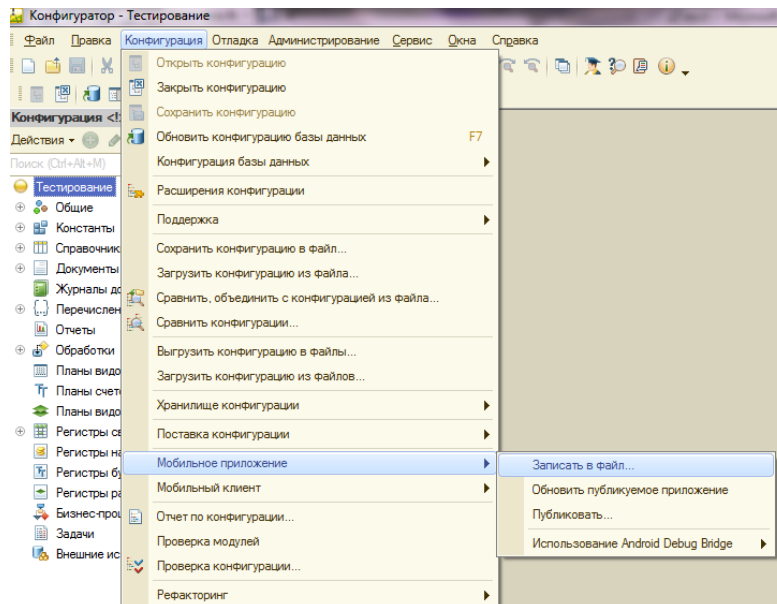 Конфигуратор - Тестирование
Файл Правка Конфигурация Отладка Администрирование Сервис Окна Справка
Конфигурация
Действия
Поиск (Ctrl+Alt+M)
Тестирование
Общие
Константы
Справочник
Документы
Журналы до
Перечислен
Отчеты
Обработки
Планы видо
Планы счет
Планы видо
Регистры св
Регистры на
Регистры бу
Регистры ра
Бизнес-проц
Задачи
Внешние ис
Открыть конфигурацию
Закрыть конфигурацию
Сохранить конфигурацию
Обновить конфигурацию базы данных F7
Конфигурация базы данных
Расширения конфигурации
Поддержка
Сохранить конфигурацию в файл...
Загрузить конфигурацию из файла...
Сравнить, объединить с конфигурацией из файла...
Сравнить конфигурации...
Выгрузить конфигурацию в файлы...
Загрузить конфигурацию из файлов...
Хранилище конфигурации
Поставка конфигурации
Мобильное приложение
Мобильный клиент
Отчет по конфигурации...
Проверка модулей
Проверка конфигурации...
Рефакторинг
Записать в файл...
Обновить публикуемое приложение
Публиковать...
Использование Android Debug Bridge